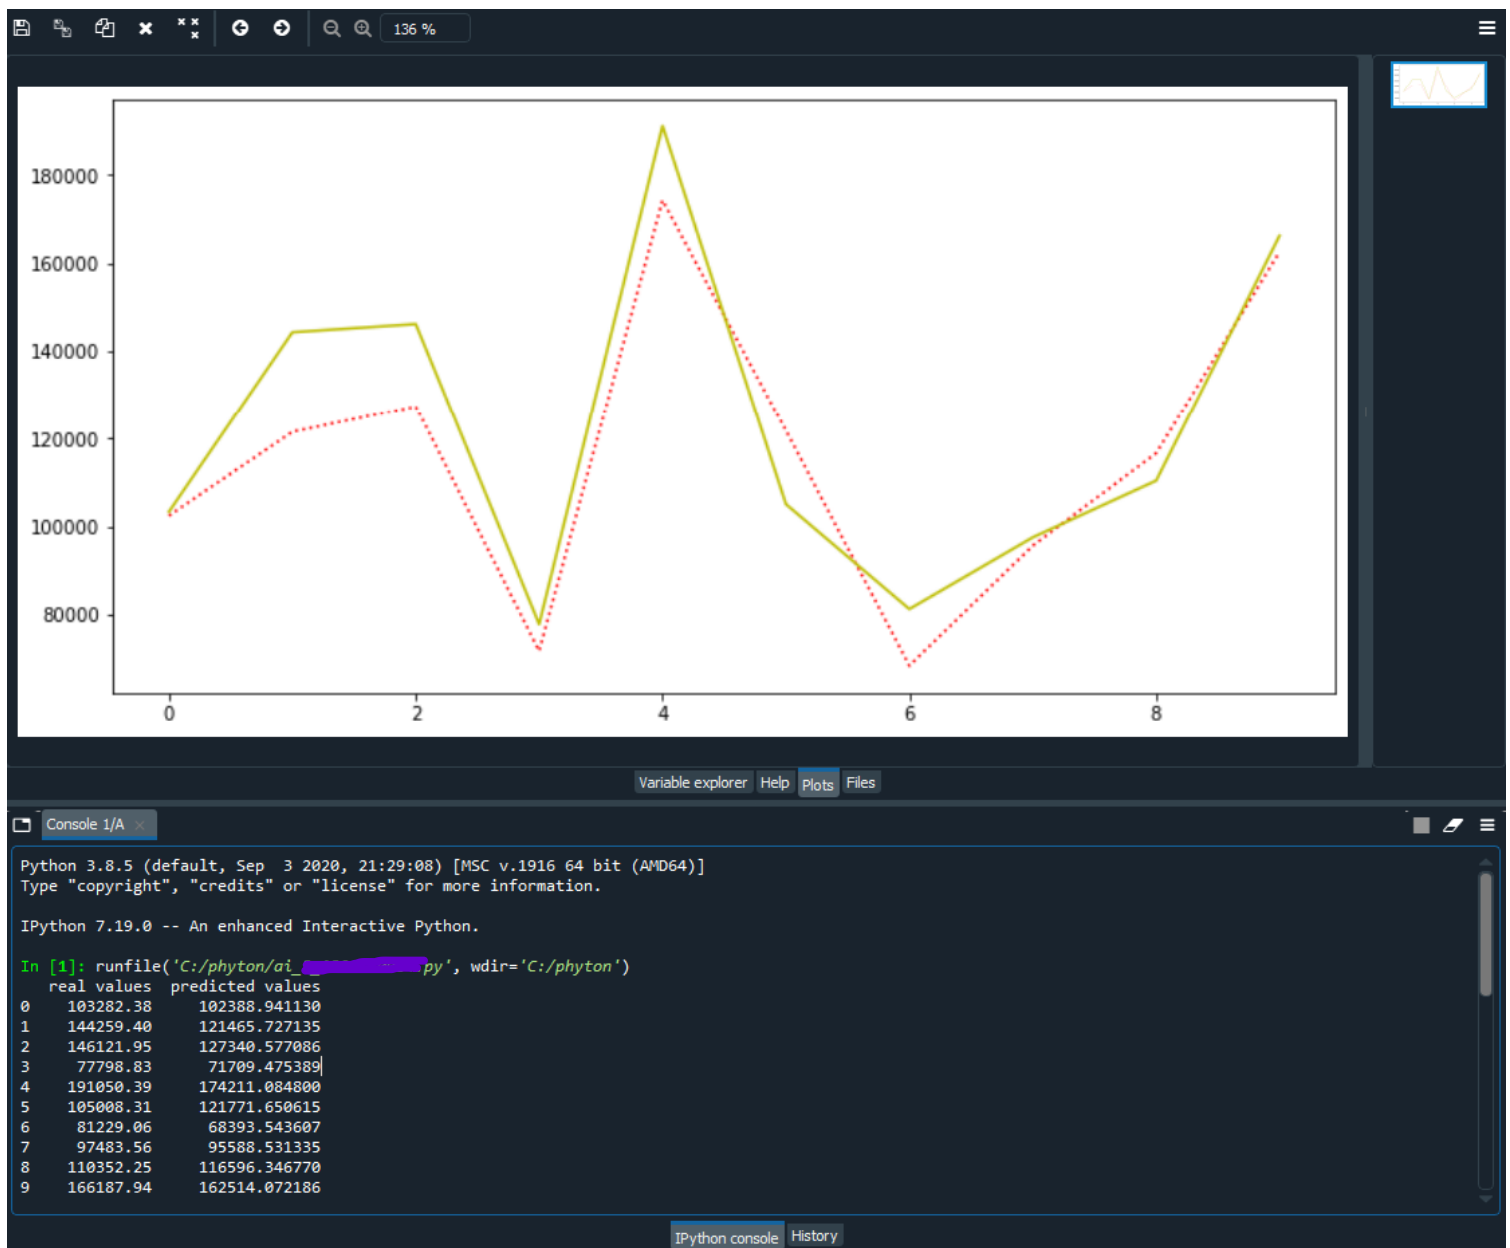 136 %
180000
160000
140000
120000
100000
80000
0 2 4 6 8
Variable explorer Help Plots Files
Console 1/A
Python 3.8.5 (default, Sep  3 2020, 21:29:08) [MSC v.1916 64 bit (AMD64)]
Type "copyright", "credits" or "license" for more information.
IPython 7.19.0 -- An enhanced Interactive Python.
In [1]: runfile('C:/phyton/ai_ py', wdir='C:/phyton')
real values predicted values
0 103282.38 102388.941130
1 144259.40 121465.727135
2 146121.95 127340.577086
3 77798.83 71709.475389
4 191050.39 174211.084800
5 105008.31 121771.650615
6 81229.06 68393.543607
7 97483.56 95588.531335
8 110352.25 116596.346770
9 166187.94 162514.072186
IPython console History